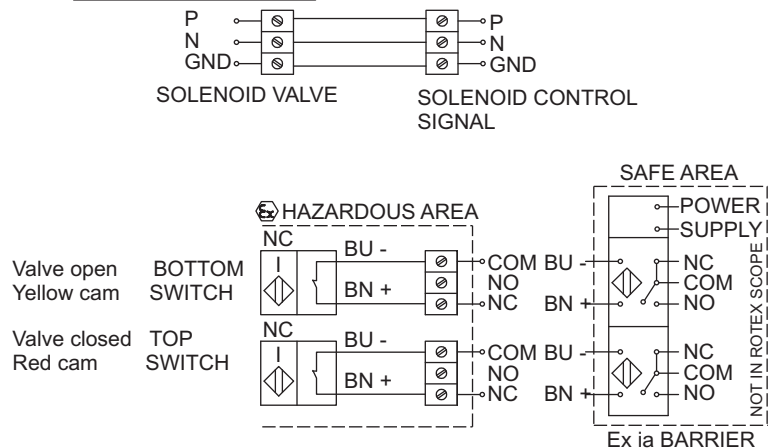 P P
N N
GND GND
SOLENOID VALVE
SOLENOID CONTROL
SIGNAL
SAFE AREA
Ex HAZARDOUS AREA
POWER
SUPPLY
NC
Valve open BOTTOM
Yellow cam SWITCH
BU - COM BU - NC
NO COM
BN + NC BN + NO
NC
Valve closed TOP
Red cam SWITCH
BU - COM BU - NC
NO COM
BN + NC BN + NO
NOT IN ROTEX SCOPE
Ex ia BARRIER